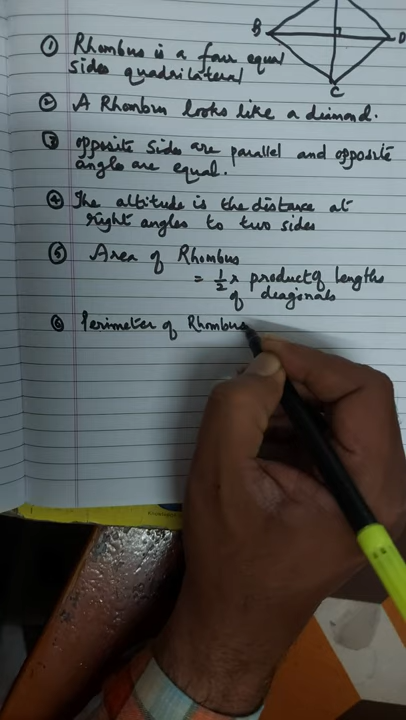 B
D
C
① Rhombus is a four equal
sides quadrilateral
② A Rhombus looks like a diamond.
③ opposite sides are parallel and opposite
angles are equal.
④ The altitude is the distance at
right angles to two sides
⑤ Area of Rhombus
= 1/2 x product of lengths
of diagonals
⑥ Perimeter of Rhombus